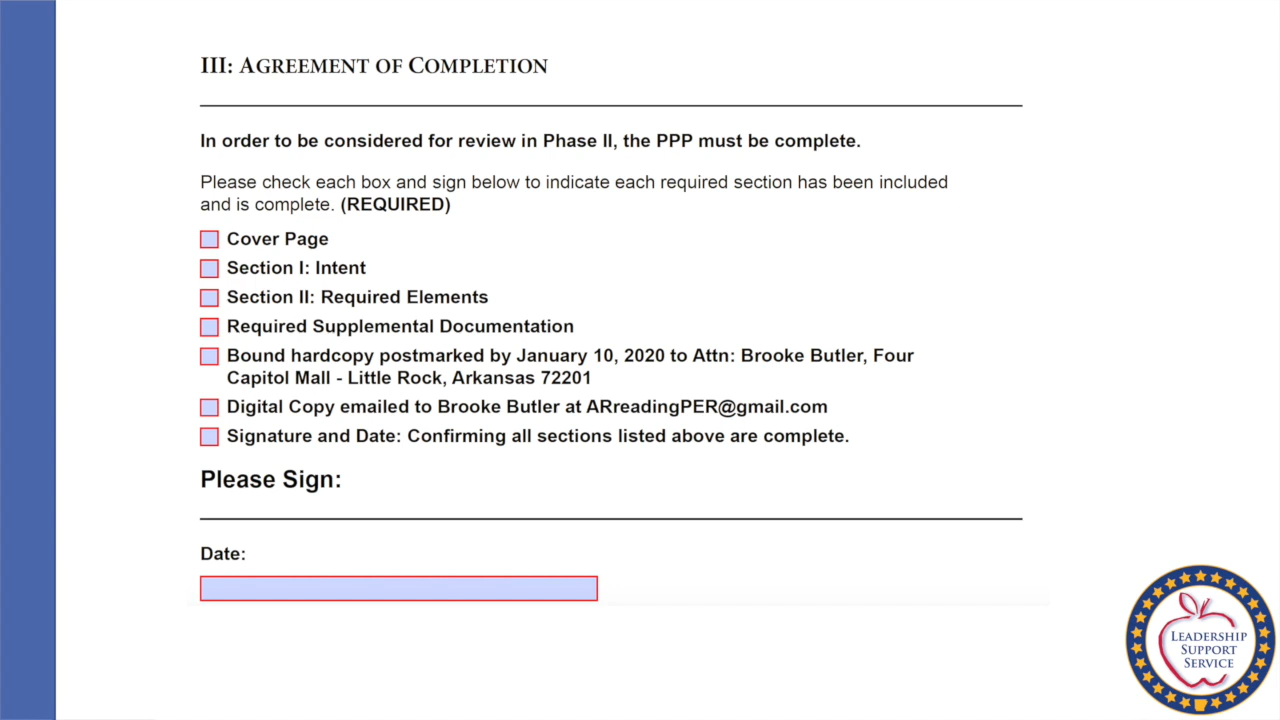 III: AGREEMENT OF COMPLETION
In order to be considered for review in Phase II, the PPP must be complete.
Please check each box and sign below to indicate each required section has been included
and is complete. (REQUIRED)
Cover Page
Section I: Intent
Section II: Required Elements
Required Supplemental Documentation
Bound hardcopy postmarked by January 10, 2020 to Attn: Brooke Butler, Four
Capitol Mall - Little Rock, Arkansas 72201
Digital Copy emailed to Brooke Butler at ARreadingPER@gmail.com
Signature and Date: Confirming all sections listed above are complete.
Please Sign:
Date:
LEADERSHIP
SUPPORT
SERVICE